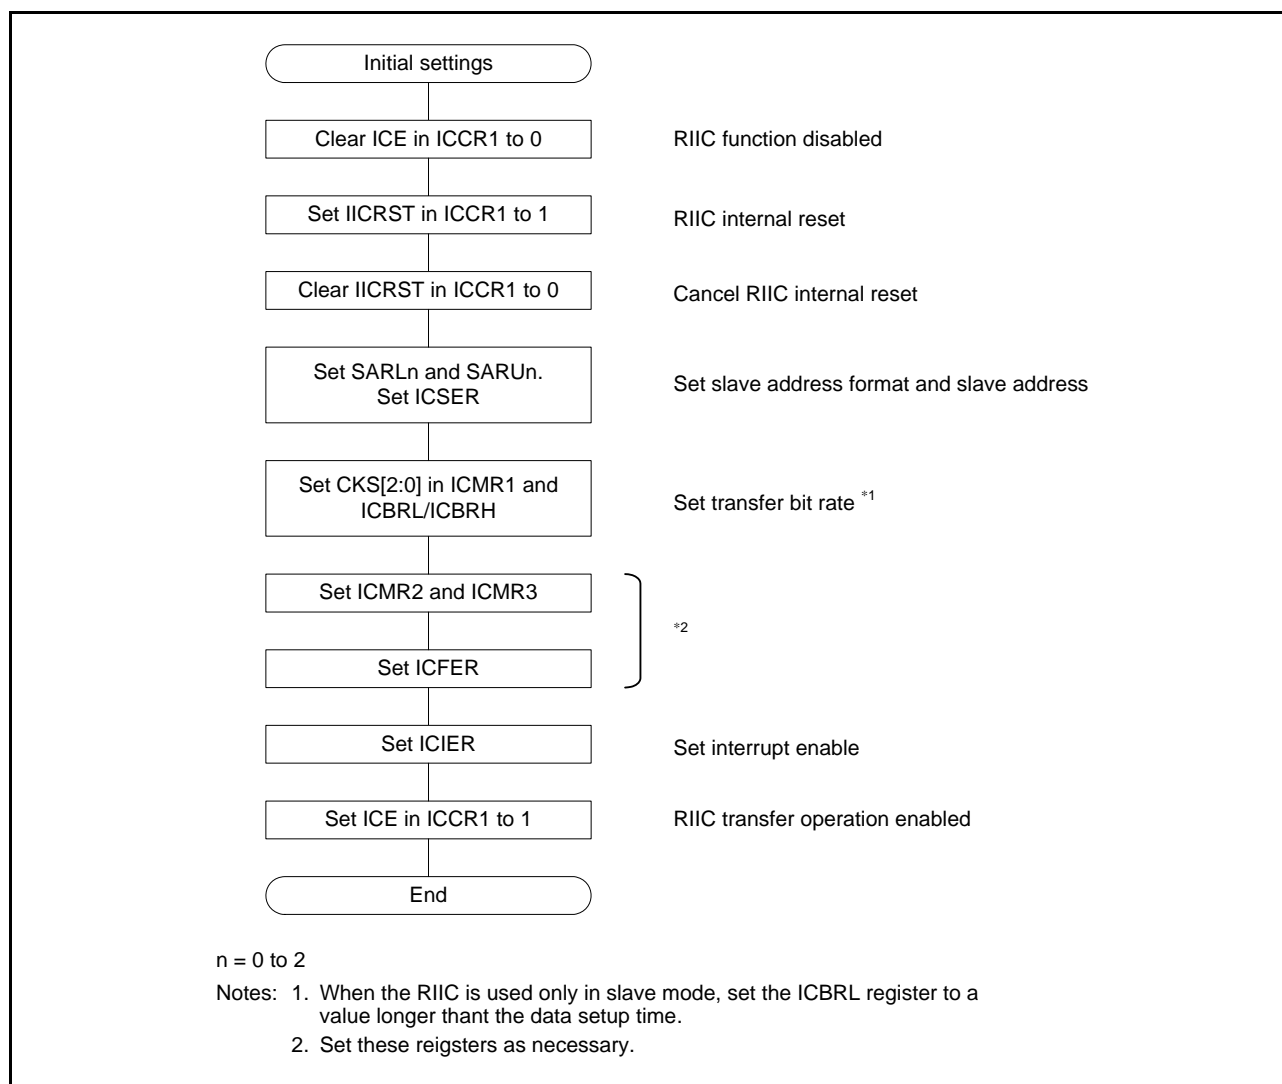 Initial settings
Clear ICE in ICCR1 to 0
RIIC function disabled
Set IICRST in ICCR1 to 1
RIIC internal reset
Clear IICRST in ICCR1 to 0
Cancel RIIC internal reset
Set SARLn and SARUn.
Set ICSER
Set slave address format and slave address
Set CKS[2:0] in ICMR1 and
ICBRL/ICBRH
Set transfer bit rate *1
Set ICMR2 and ICMR3
*2
Set ICFER
Set ICIER
Set interrupt enable
Set ICE in ICCR1 to 1
RIIC transfer operation enabled
End
n = 0 to 2
Notes: 1. When the RIIC is used only in slave mode, set the ICBRL register to a
value longer thant the data setup time.
2. Set these reigsters as necessary.